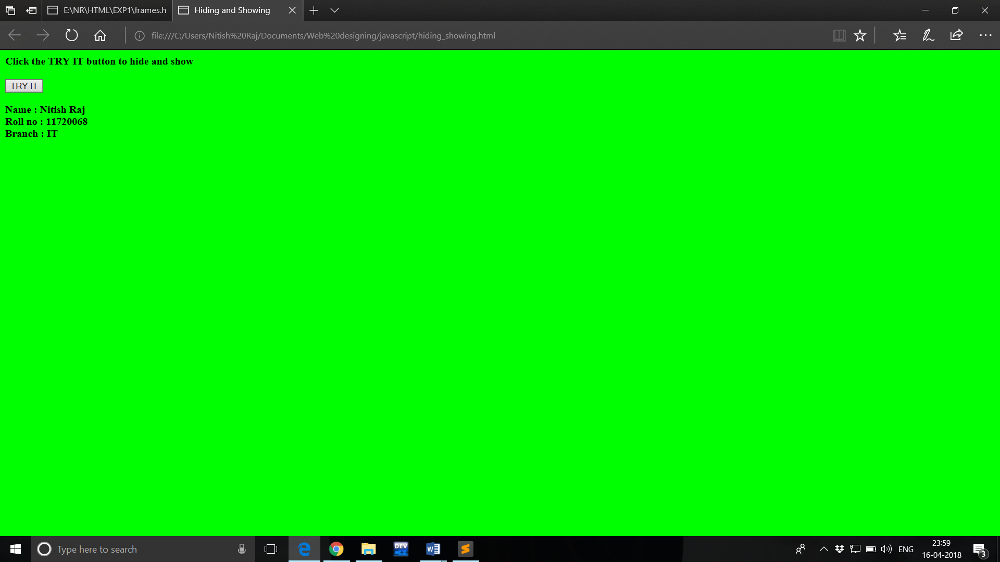 E:\NR\HTML\EXP1\frames.h
Hiding and Showing
file:///C:/Users/Nitish%20Raj/Documents/Web%20designing/javascript/hiding_showing.html
Click the TRY IT button to hide and show
TRY IT
Name : Nitish Raj
Roll no : 11720068
Branch : IT
Type here to search
DEV
C++
W
ENG
23:59
16-04-2018
3